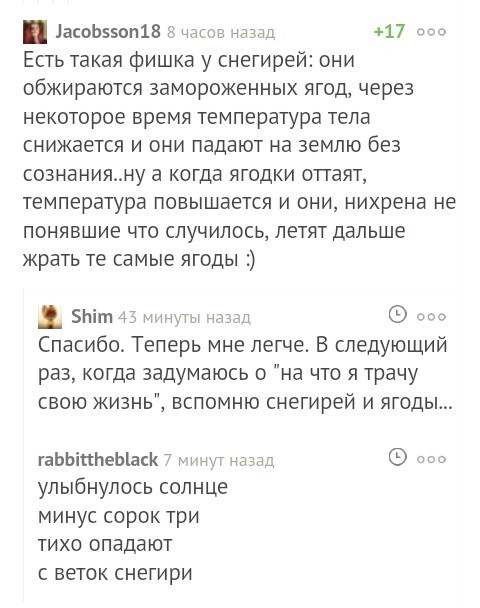 Jacobsson18 8 часов назад +17
Есть такая фишка у снегирей: они
обжираются замороженных ягод, через
некоторое время температура тела
снижается и они падают на землю без
сознания..ну а когда ягодки оттаят,
температура повышается и они, нихрена не
понявшие что случилось, летят дальше
жрать те самые ягоды :)
Shim 43 минуты назад
Спасибо. Теперь мне легче. В следующий
раз, когда задумаюсь о "на что я трачу
свою жизнь", вспомню снегирей и ягоды...
rabbittheblack 7 минут назад
улыбнулось солнце
минус сорок три
тихо опадают
с веток снегири